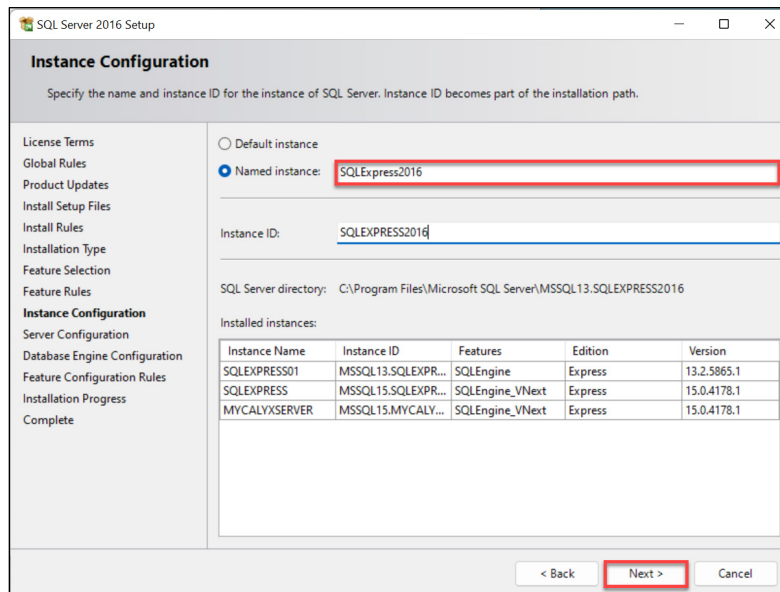 SQL Server 2016 Setup
Instance Configuration
Specify the name and instance ID for the instance of SQL Server. Instance ID becomes part of the installation path.
License Terms
Global Rules
Product Updates
Install Setup Files
Install Rules
Installation Type
Feature Selection
Feature Rules
Instance Configuration
Server Configuration
Database Engine Configuration
Feature Configuration Rules
Installation Progress
Complete
Default instance
Named instance: SQLExpress2016
Instance ID: SQLEXPRESS2016
SQL Server directory: C:\Program Files\Microsoft SQL Server\MSSQL13.SQLEXPRESS2016
Installed instances:
Instance Name Instance ID Features Edition Version
SQLEXPRESS01 MSSQL13.SQLEXPR... SQLEngine Express 13.2.5865.1
SQLEXPRESS MSSQL15.SQLEXPR... SQLEngine_VNext Express 15.0.4178.1
MYCALYXSERVER MSSQL15.MYCALY... SQLEngine_VNext Express 15.0.4178.1
< Back Next > Cancel